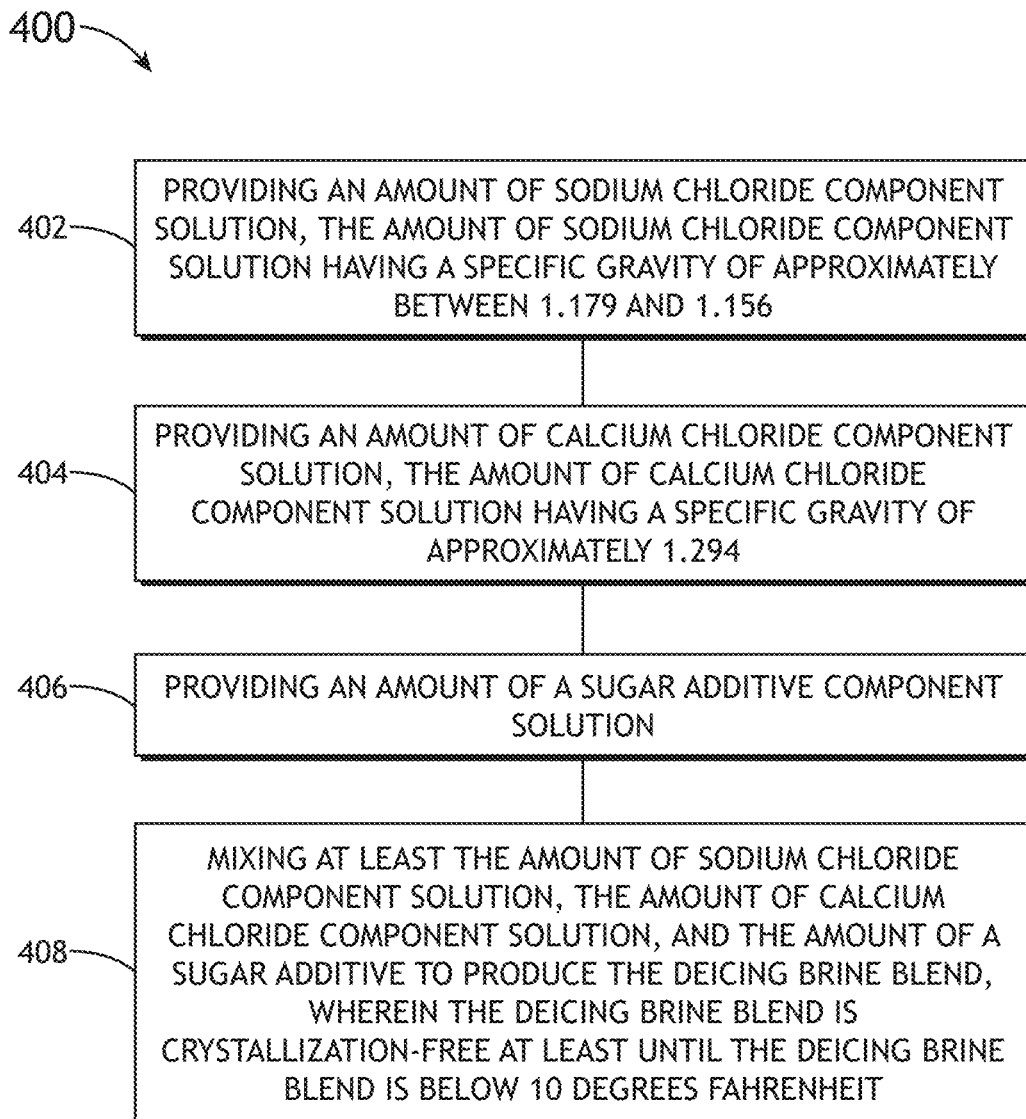 400
402
PROVIDING AN AMOUNT OF SODIUM CHLORIDE COMPONENT
SOLUTION, THE AMOUNT OF SODIUM CHLORIDE COMPONENT
SOLUTION HAVING A SPECIFIC GRAVITY OF APPROXIMATELY
BETWEEN 1.179 AND 1.156
404
PROVIDING AN AMOUNT OF CALCIUM CHLORIDE COMPONENT
SOLUTION, THE AMOUNT OF CALCIUM CHLORIDE
COMPONENT SOLUTION HAVING A SPECIFIC GRAVITY OF
APPROXIMATELY 1.294
406
PROVIDING AN AMOUNT OF A SUGAR ADDITIVE COMPONENT
SOLUTION
408
MIXING AT LEAST THE AMOUNT OF SODIUM CHLORIDE
COMPONENT SOLUTION, THE AMOUNT OF CALCIUM
CHLORIDE COMPONENT SOLUTION, AND THE AMOUNT OF A
SUGAR ADDITIVE TO PRODUCE THE DEICING BRINE BLEND,
WHEREIN THE DEICING BRINE BLEND IS
CRYSTALLIZATION-FREE AT LEAST UNTIL THE DEICING BRINE
BLEND IS BELOW 10 DEGREES FAHRENHEIT